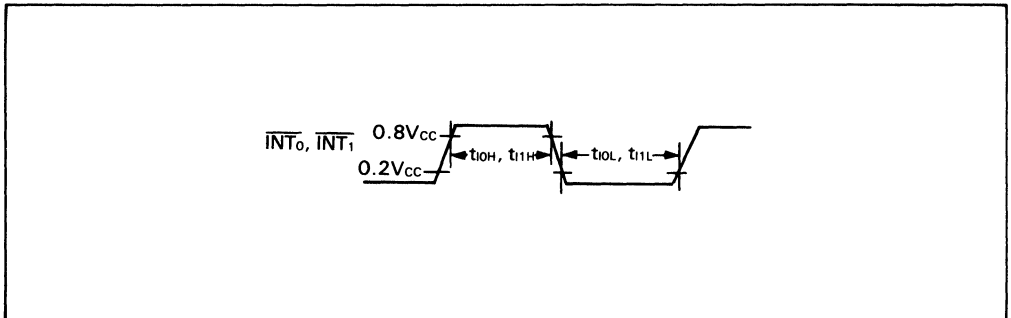 INT0, INT1 0.8Vcc
0.2Vcc
tI0H, tI1H
tI0L, tI1L